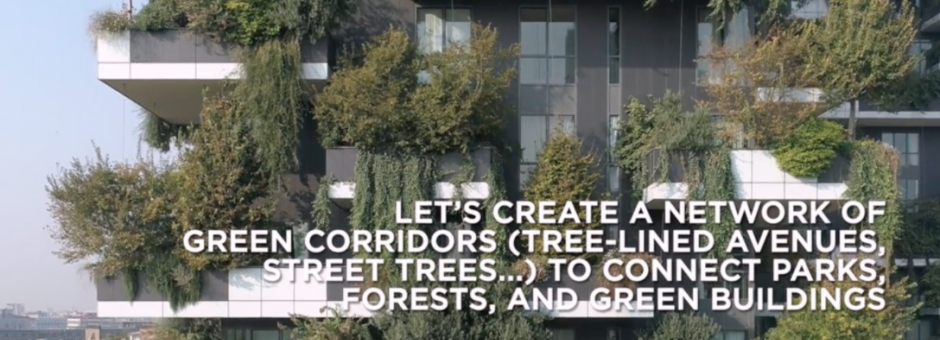 LET'S CREATE A NETWORK OF
GREEN CORRIDORS (TREE-LINED AVENUES,
STREET TREES...) TO CONNECT PARKS,
FORESTS, AND GREEN BUILDINGS